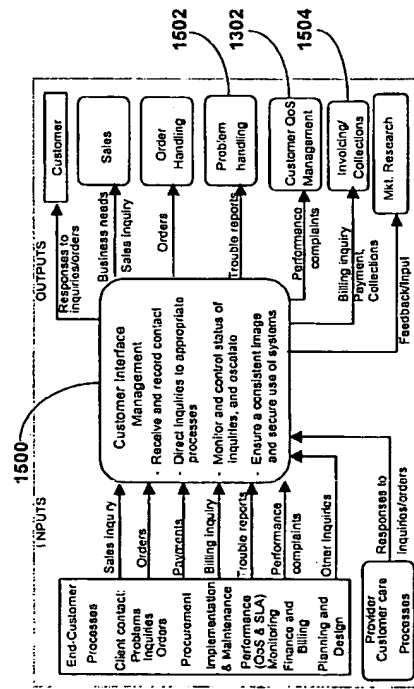 1500
1502
1302
1504
INPUTS
OUTPUTS
End-Customer
Processes
Client contact:
Problems
Inquiries
Orders
Procurement
Implementation
& Maintenance
Performance
(QoS & SLA)
Monitoring
Finance and
Billing
Planning and
Design
Provider
Customer care
Processes
Sales inquiry
Orders
Payments
Billing inquiry
Trouble reports
Performance
complaints
Other Inquiries
Responses to
inquiries/orders
Customer Interface
Management
- Receive and record contact
- Direct inquiries to appropriate
processes
- Monitor and control status of
inquiries, and escalate
- Ensure a consistent image
and secure use of systems
Responses to
inquiries/orders
Business needs
Sales inquiry
Orders
Trouble reports
Performance
complaints
Billing inquiry
Payment,
Collections
Feedback/Input
Customer
Sales
Order
Handling
Problem
handling
Customer QoS
Management
Invoicing/
Collections
Mkt. Research